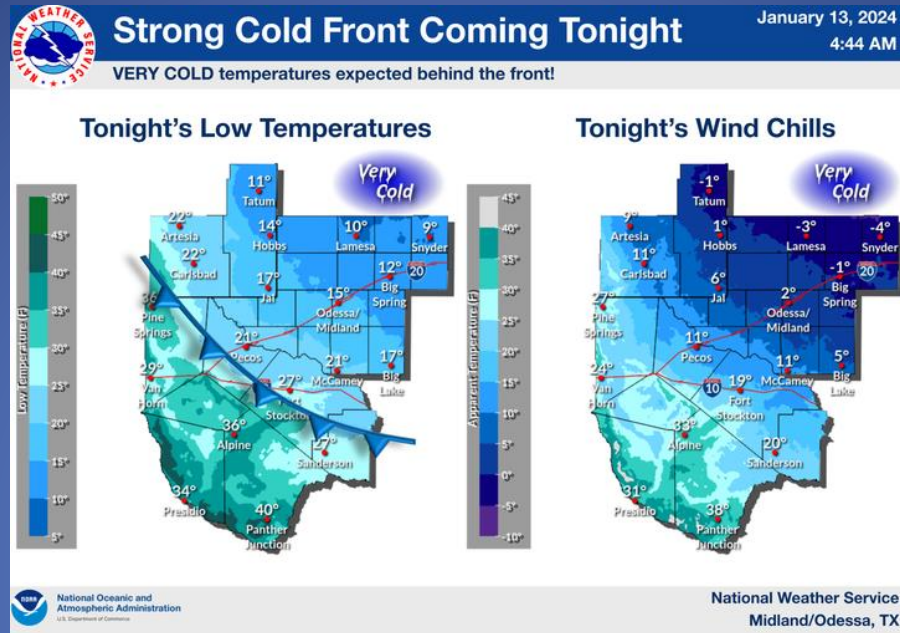 NATIONAL WEATHER SERVICE
Strong Cold Front Coming Tonight
January 13, 2024
4:44 AM
VERY COLD temperatures expected behind the front!
Tonight's Low Temperatures
Very
Cold
50°
45°
40°
35°
30°
25°
20°
15°
10°
5°
Low Temperature (F)
11°
Tatum
22°
Artesia
14°
Hobbs
10°
Lamesa
9°
Snyder
22°
Carlsbad
17°
Jal
12°
Big
Spring
20
15°
Odessa/
Midland
Pine
Springs
21°
Pecos
21°
McCamey
17°
Big
Lake
29°
Van
Horn
27°
Fort
Stockton
36°
Alpine
27°
Sanderson
34°
Presidio
40°
Panther
Junction
Tonight's Wind Chills
Very
Cold
45°
40°
35°
30°
25°
20°
15°
10°
5°
0°
-5°
-10°
Apparent Temperature (F)
-1°
Tatum
9°
Artesia
1°
Hobbs
-3°
Lamesa
-4°
Snyder
11°
Carlsbad
6°
Jal
-1°
Big
Spring
20
2°
Odessa/
Midland
27°
Pine
Springs
11°
Pecos
11°
McCamey
5°
Big
Lake
24°
Van
Horn
10
19°
Fort
Stockton
33°
Alpine
20°
Sanderson
31°
Presidio
38°
Panther
Junction
NOAA
National Oceanic and
Atmospheric Administration
U.S. Department of Commerce
National Weather Service
Midland/Odessa, TX